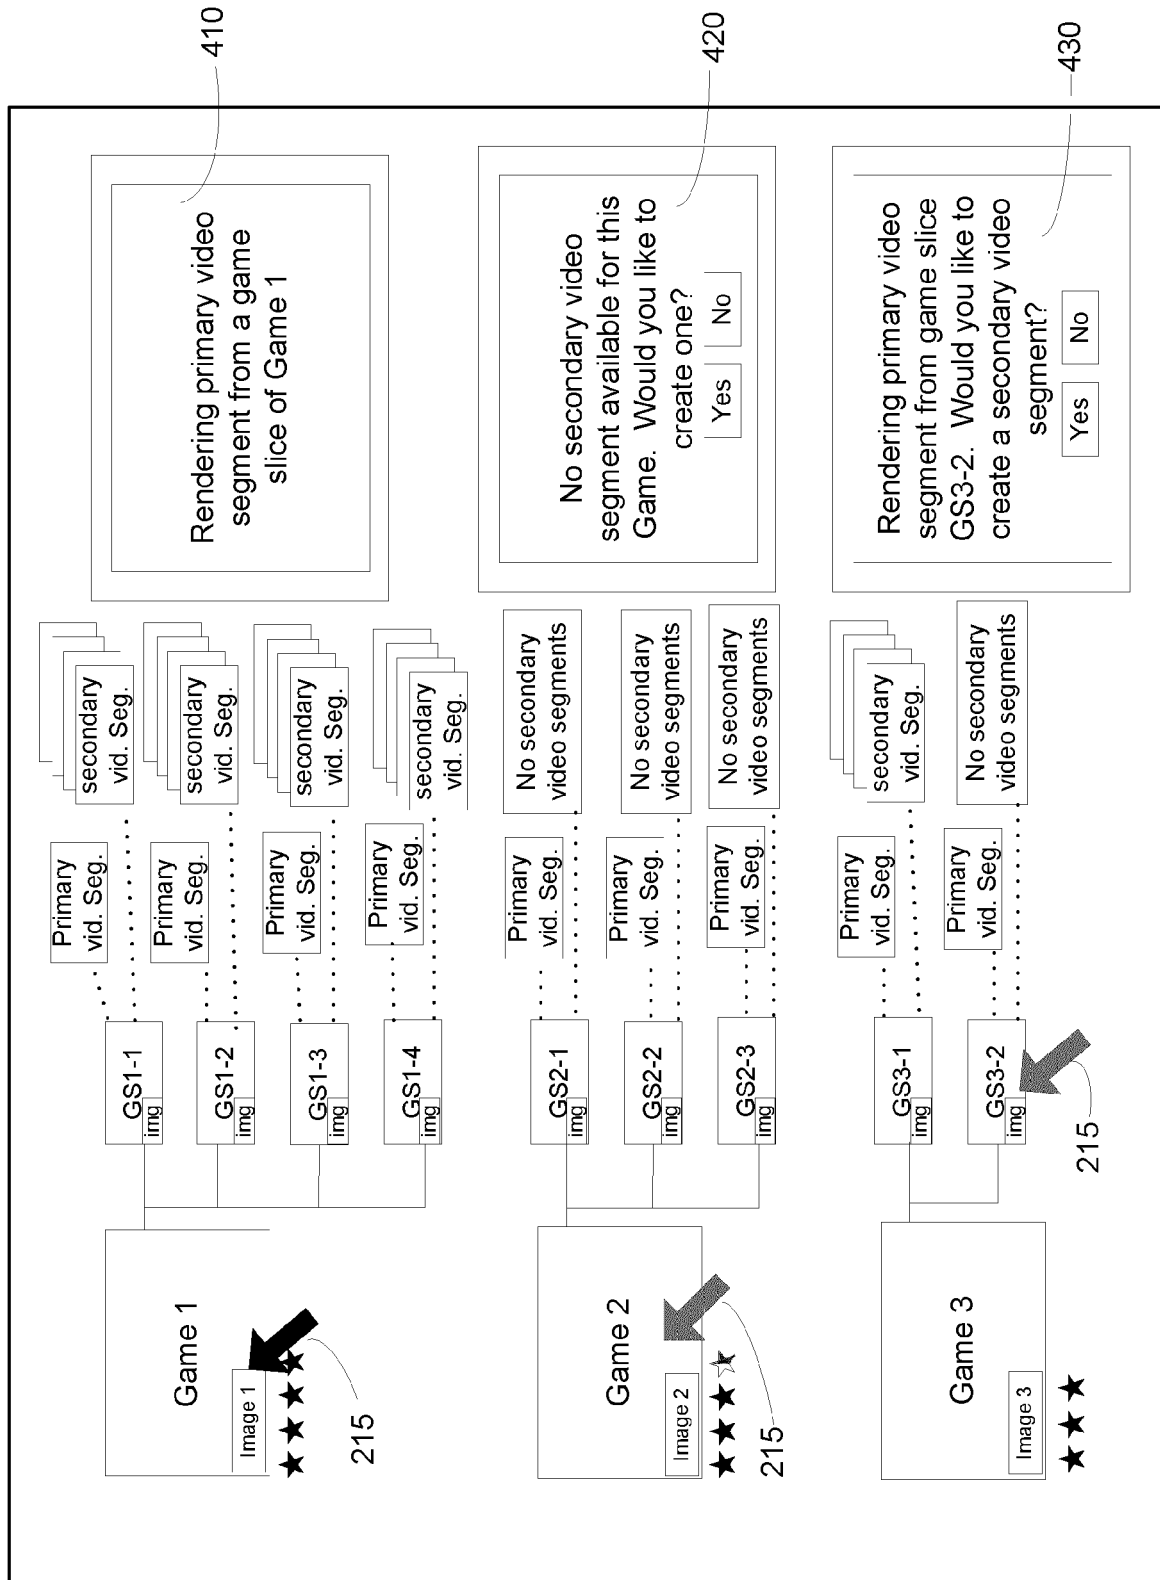 Game 1
Image 1
215
GS1-1
img
GS1-2
img
GS1-3
img
GS1-4
img
Primary
vid. Seg.
Primary
vid. Seg.
Primary
vid. Seg.
Primary
vid. Seg.
secondary
vid. Seg.
secondary
vid. Seg.
secondary
vid. Seg.
secondary
vid. Seg.
Rendering primary video
segment from a game
slice of Game 1
410
Game 2
Image 2
215
GS2-1
img
GS2-2
img
GS2-3
img
Primary
vid. Seg.
Primary
vid. Seg.
Primary
vid. Seg.
No secondary
video segments
No secondary
video segments
No secondary
video segments
No secondary video
segment available for this
Game. Would you like to
create one?
Yes
No
420
Game 3
Image 3
GS3-1
img
GS3-2
img
215
Primary
vid. Seg.
Primary
vid. Seg.
secondary
vid. Seg.
No secondary
video segments
Rendering primary video
segment from game slice
GS3-2. Would you like to
create a secondary video
segment?
Yes
No
430